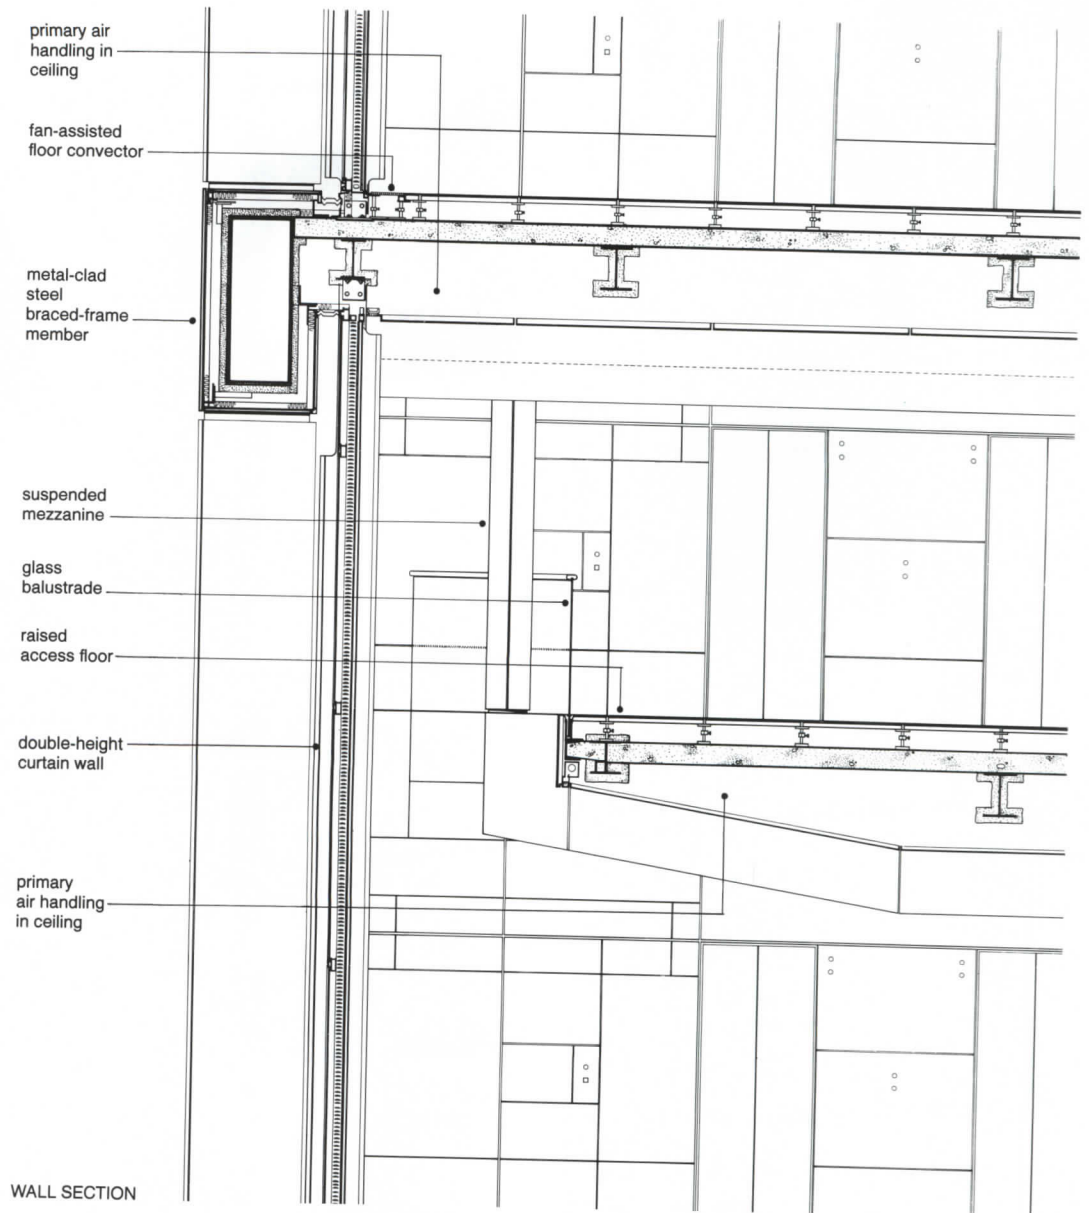 primary air
handling in
ceiling
fan-assisted
floor convector
metal-clad
steel
braced-frame
member
suspended
mezzanine
glass
balustrade
raised
access floor
double-height
curtain wall
primary
air handling
in ceiling
WALL SECTION